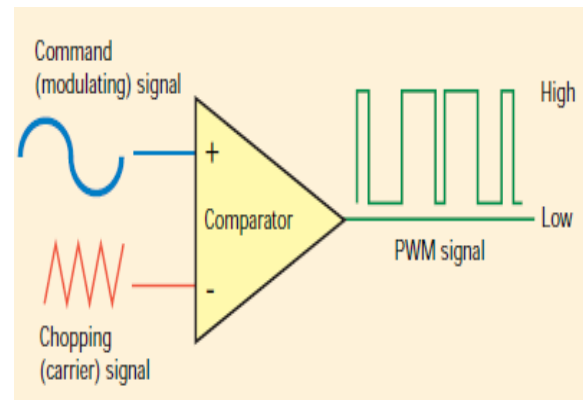 Command
(modulating) signal
+
Comparator
-
Chopping
(carrier) signal
High
Low
PWM signal